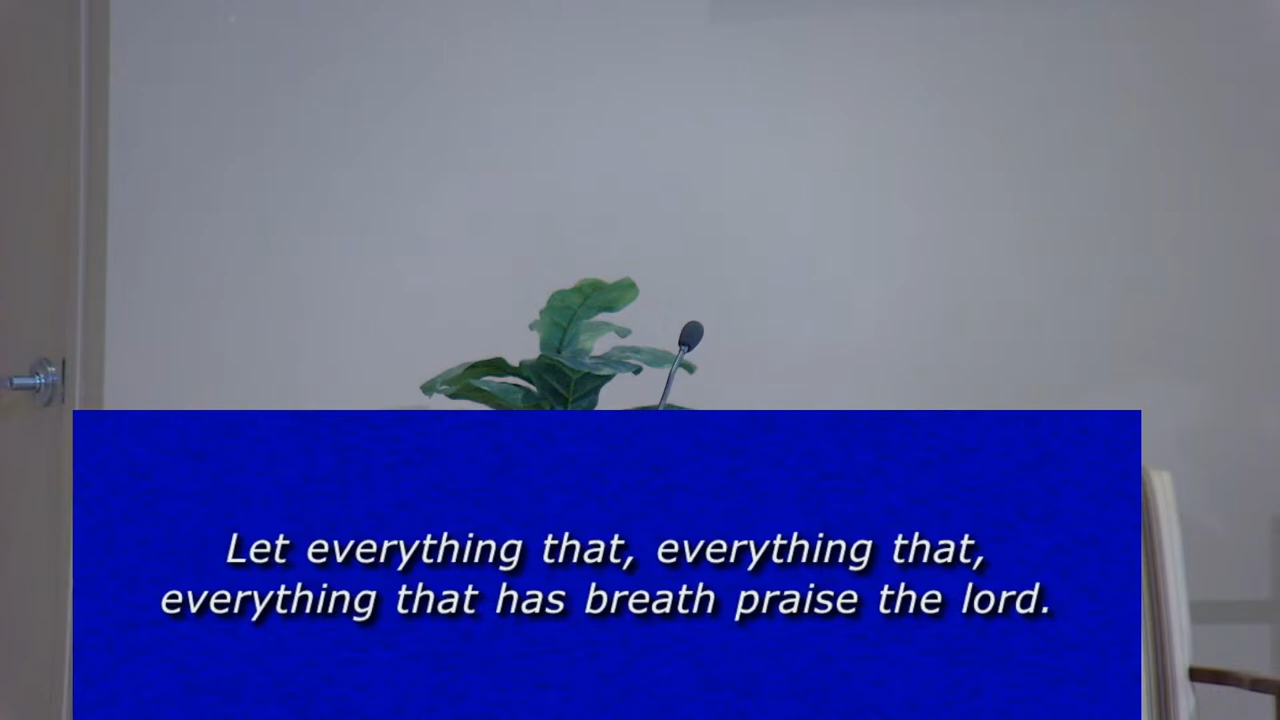 Let everything that, everything that,
everything that has breath praise the lord.